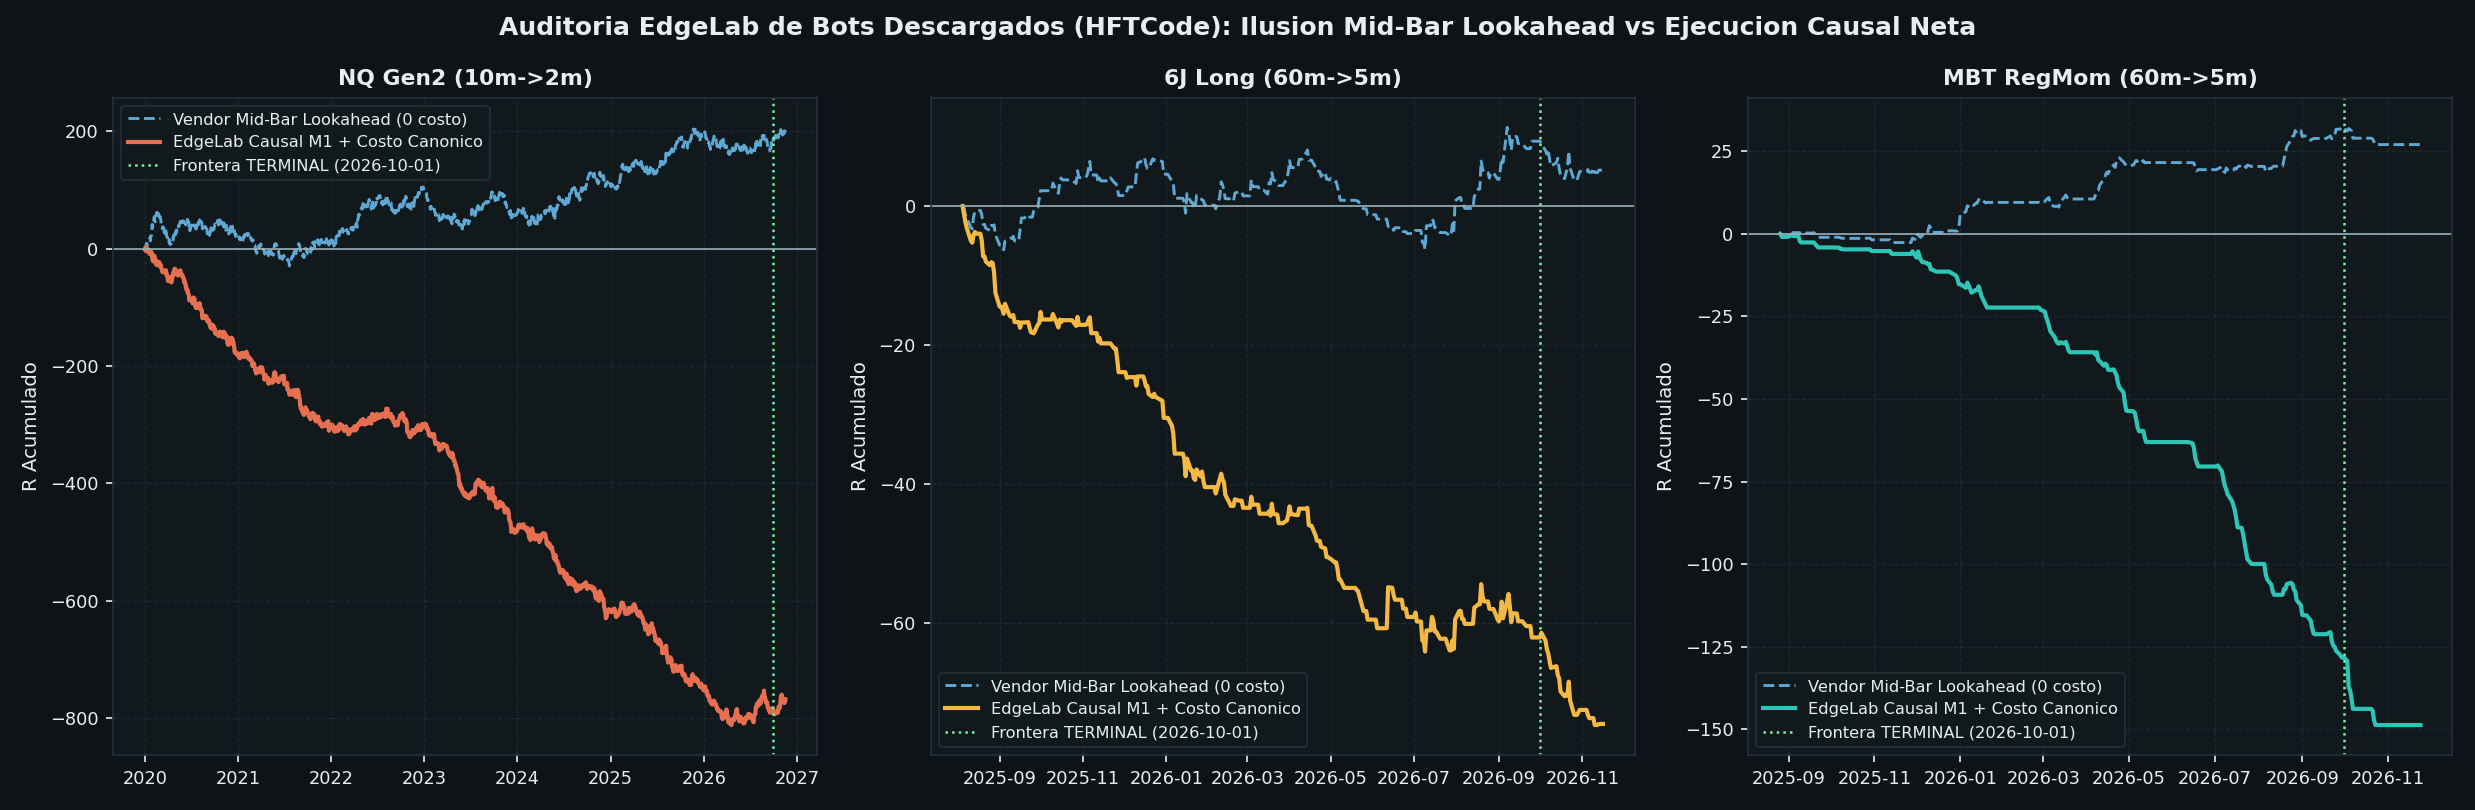 Auditoria EdgeLab de Bots Descargados (HFTCode): Ilusion Mid-Bar Lookahead vs Ejecucion Causal Neta
NQ Gen2 (10m->2m)
Vendor Mid-Bar Lookahead (0 costo)
EdgeLab Causal M1 + Costo Canonico
Frontera TERMINAL (2026-10-01)
R Acumulado
200
0
−200
−400
−600
−800
2020 2021 2022 2023 2024 2025 2026 2027
6J Long (60m->5m)
R Acumulado
0
−20
−40
−60
Vendor Mid-Bar Lookahead (0 costo)
EdgeLab Causal M1 + Costo Canonico
Frontera TERMINAL (2026-10-01)
2025-09 2025-11 2026-01 2026-03 2026-05 2026-07 2026-09 2026-11
MBT RegMom (60m->5m)
R Acumulado
25
0
−25
−50
−75
−100
−125
−150
Vendor Mid-Bar Lookahead (0 costo)
EdgeLab Causal M1 + Costo Canonico
Frontera TERMINAL (2026-10-01)
2025-09 2025-11 2026-01 2026-03 2026-05 2026-07 2026-09 2026-11